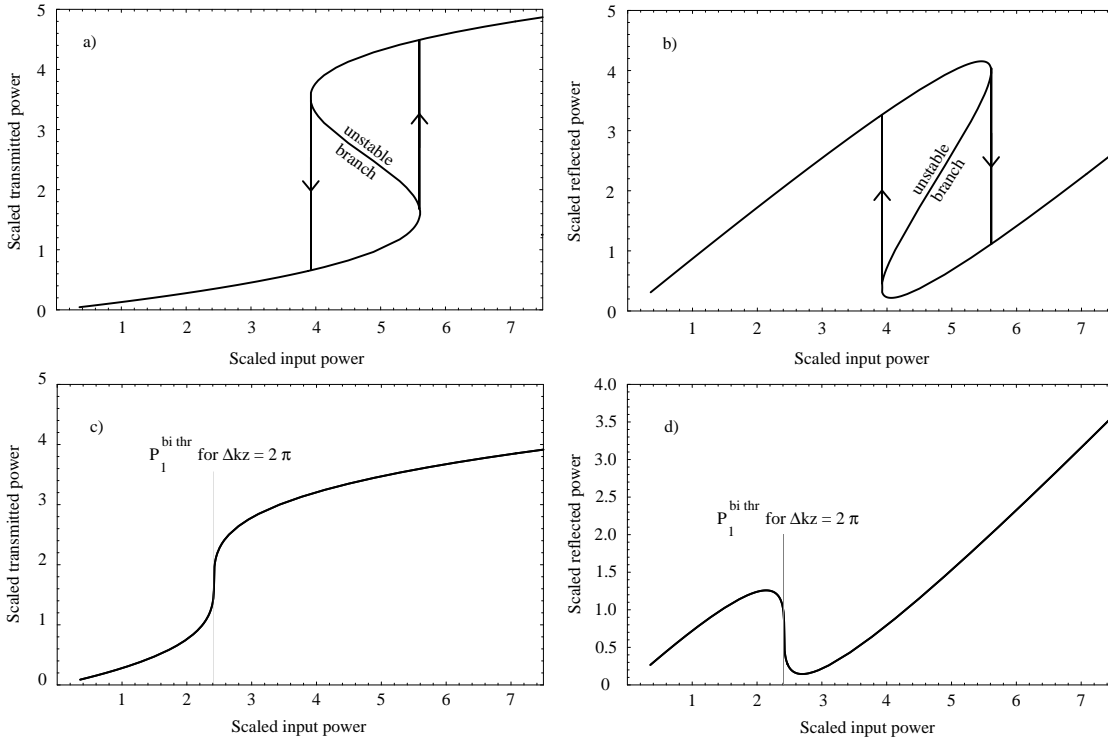 a)
5
4
3
2
1
0
Scaled transmitted power
unstable
branch
1 2 3 4 5 6 7
Scaled input power
b)
5
4
3
2
1
0
Scaled reflected power
unstable
branch
1 2 3 4 5 6 7
Scaled input power
c)
5
4
3
2
1
0
Scaled transmitted power
P_1^{bi thr} for Δkz = 2 π
1 2 3 4 5 6 7
Scaled input power
d)
4.0
3.5
3.0
2.5
2.0
1.5
1.0
0.5
0.0
Scaled reflected power
P_1^{bi thr} for Δkz = 2 π
1 2 3 4 5 6 7
Scaled input power